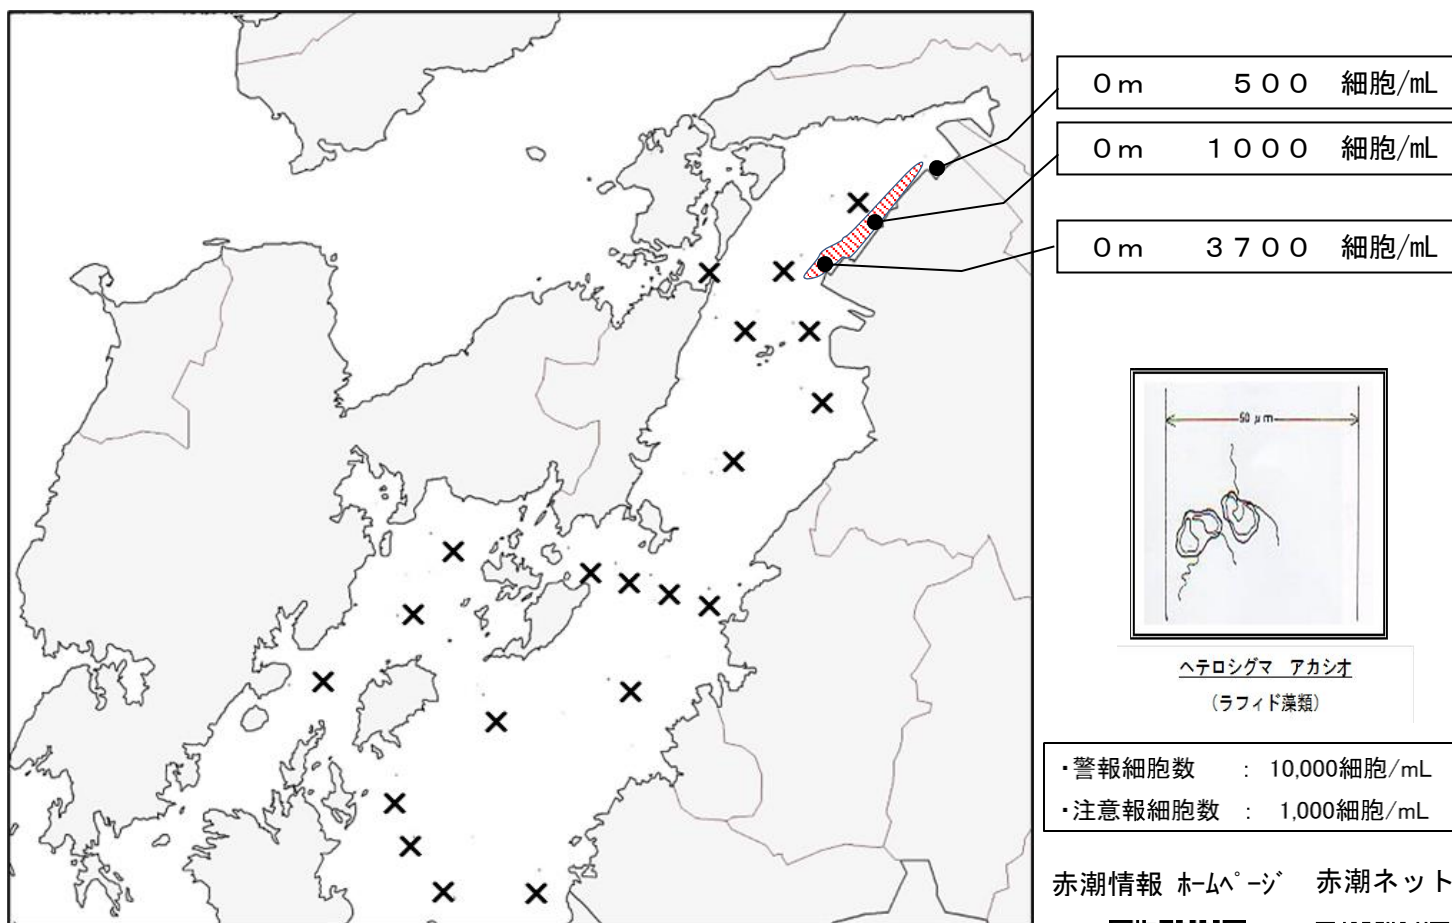 0m 500 細胞/mL
0m 1000 細胞/mL
0m 3700 細胞/mL
50 μm
ヘテロシグマ アカシオ
(ラフィド藻類)
・警報細胞数 : 10,000細胞/mL
・注意報細胞数 : 1,000細胞/mL
赤潮情報 ホームページ 赤潮ネット